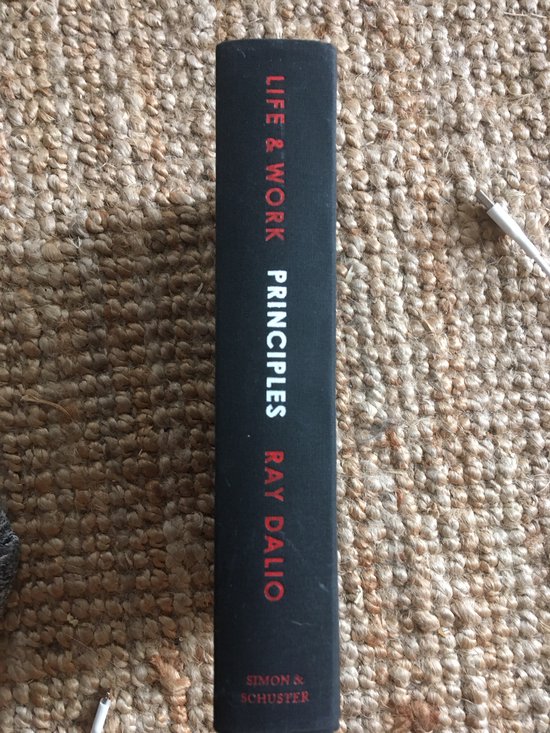 LIFE & WORK PRINCIPLES RAY DALIO
SIMON &
SCHUSTER